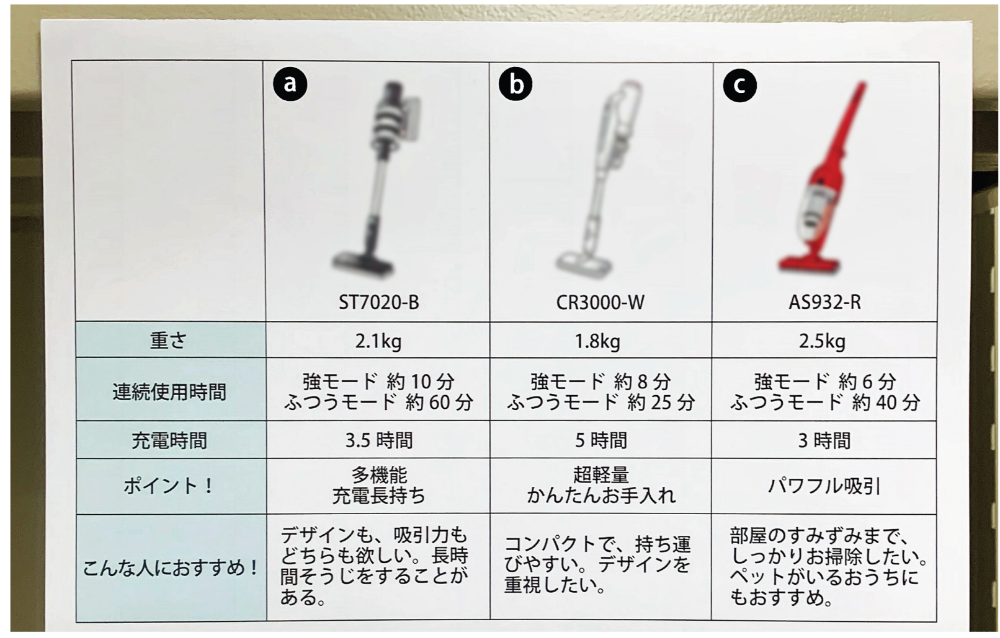 a
b
c
ST7020-B
CR3000-W
AS932-R
重さ
2.1kg
1.8kg
2.5kg
連続使用時間
強モード 約 10 分
ふつうモード 約 60 分
強モード 約 8 分
ふつうモード 約 25 分
強モード 約 6 分
ふつうモード 約 40 分
充電時間
3.5 時間
5 時間
3 時間
ポイント！
多機能
充電長持ち
超軽量
かんたんお手入れ
パワフル吸引
こんな人におすすめ！
デザインも、吸引力も
どちらも欲しい。長時
間そうじをすることが
ある。
コンパクトで、持ち運
びやすい。デザインを
重視したい。
部屋のすみずみまで、
しっかりお掃除したい。
ペットがいるおうちに
もおすすめ。